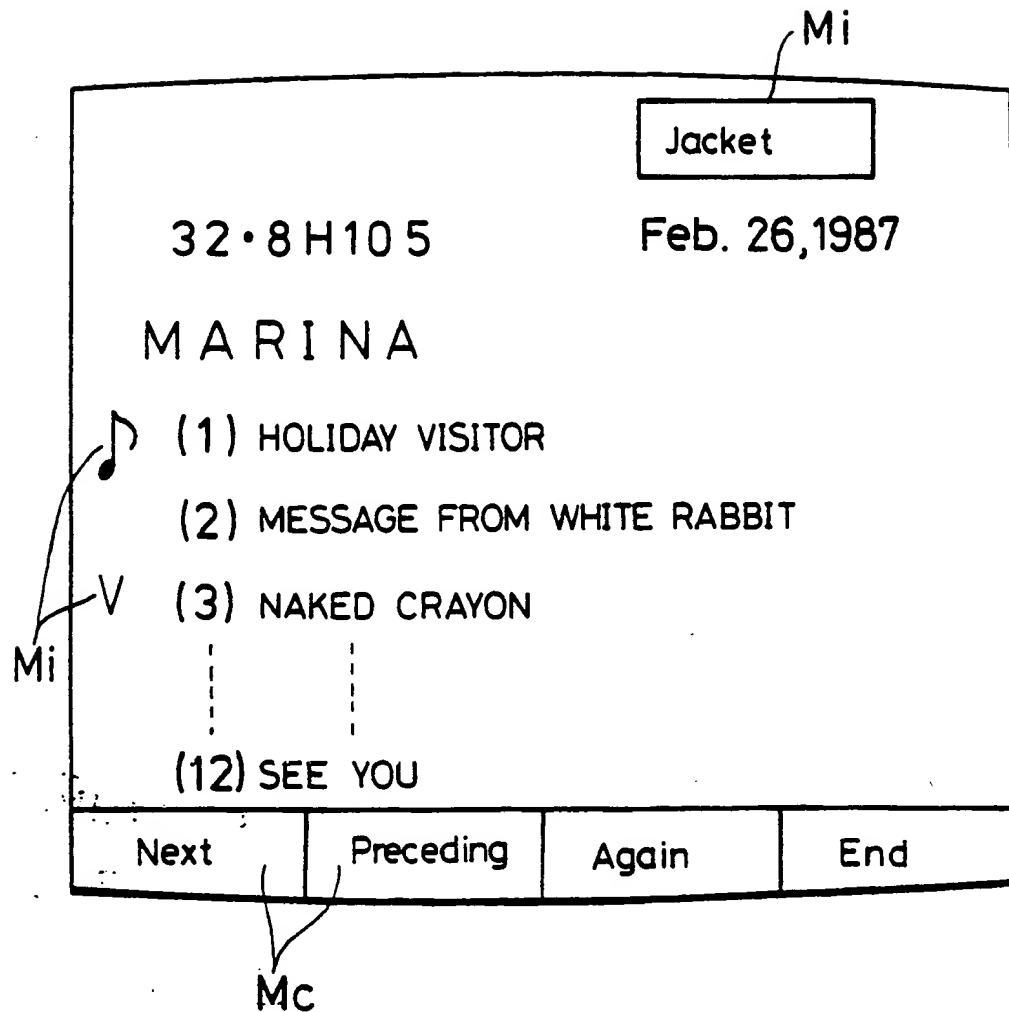 Mi
Jacket
32·8H105 Feb. 26,1987
MARINA
(1) HOLIDAY VISITOR
(2) MESSAGE FROM WHITE RABBIT
V (3) NAKED CRAYON
Mi
(12) SEE YOU
Next Preceding Again End
Mc